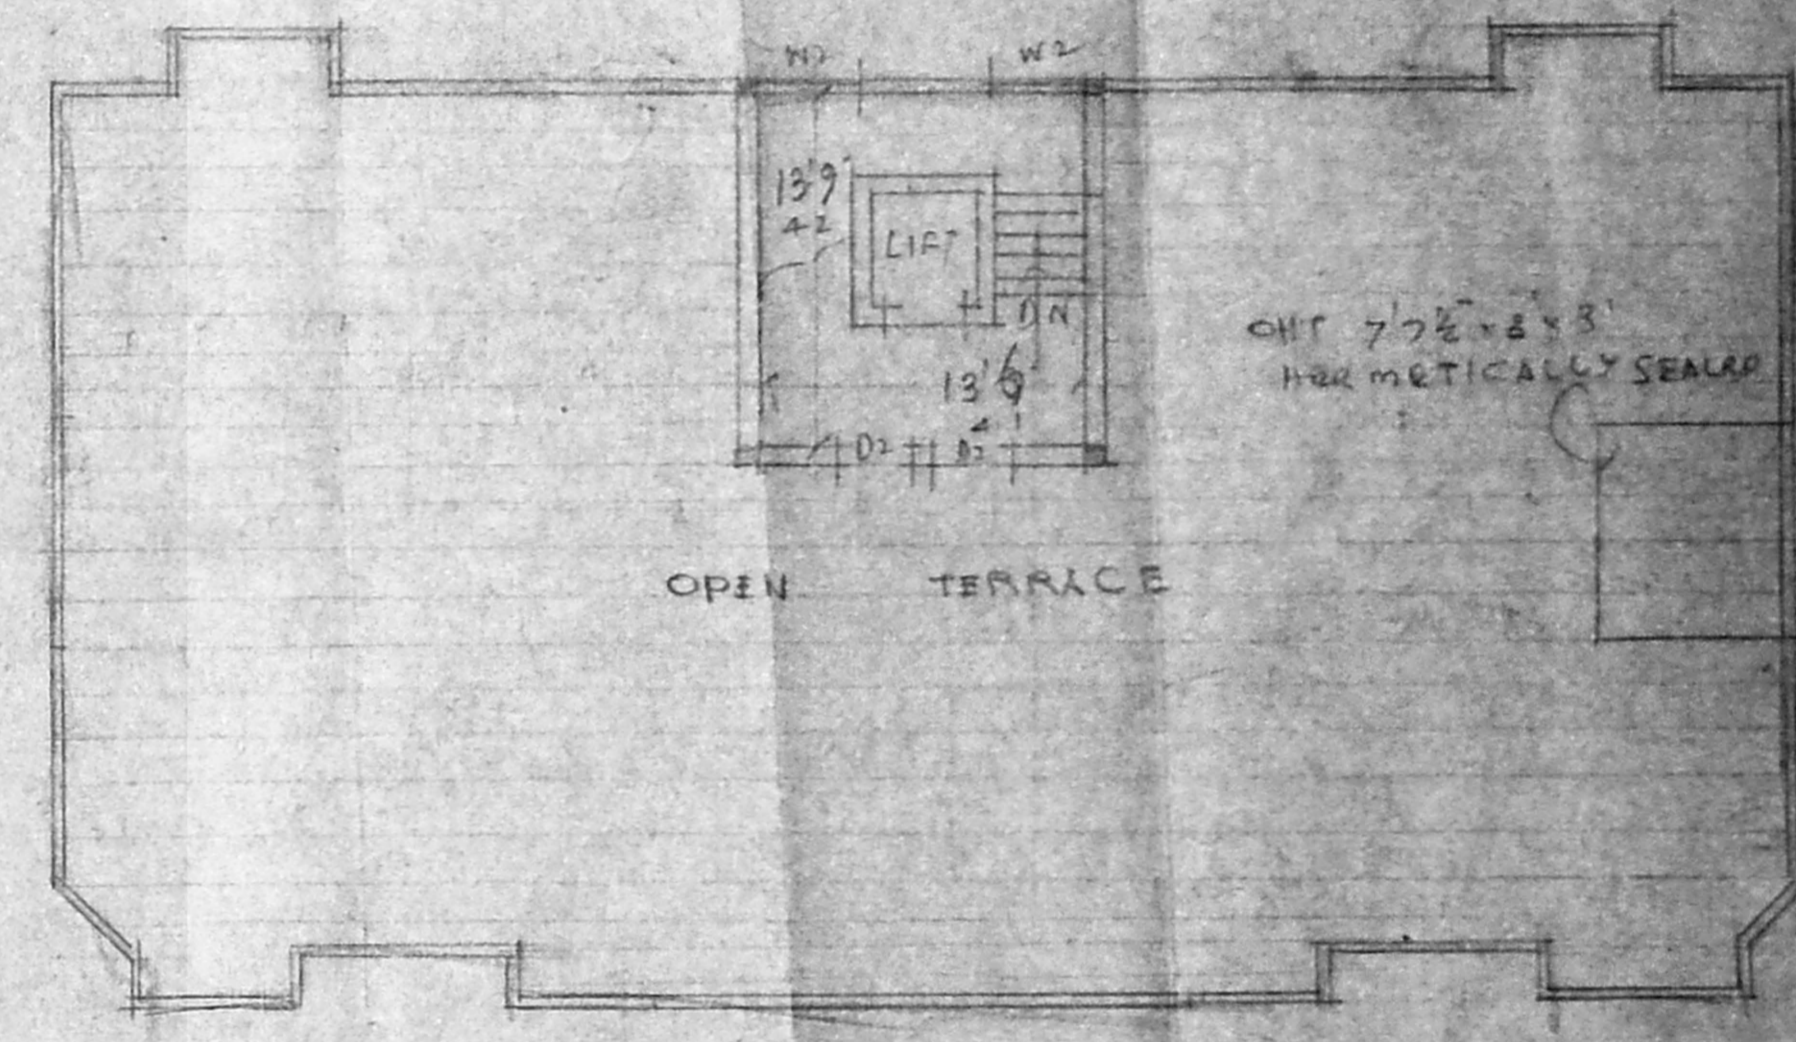 W2
W2
13'9
42
LIFT
DN
OHT 7'7½" × 8' × 3'
HERMETICALLY SEALED
13'9
D2
D2
OPEN TERRACE